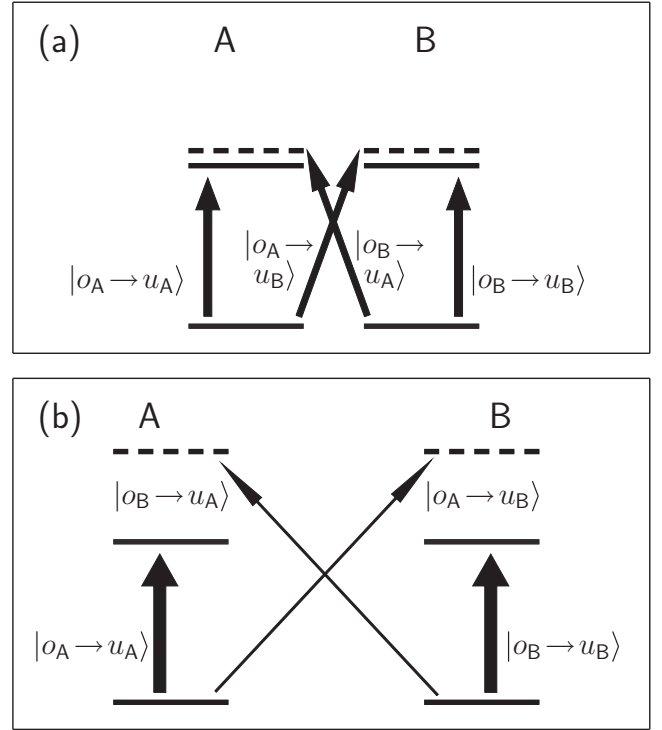 (a) A B
|o_A → u_A⟩ |o_A → |o_B → |o_B → u_B⟩
u_B⟩ u_A⟩
(b) A B
|o_B → u_A⟩ |o_A → u_B⟩
|o_A → u_A⟩ |o_B → u_B⟩